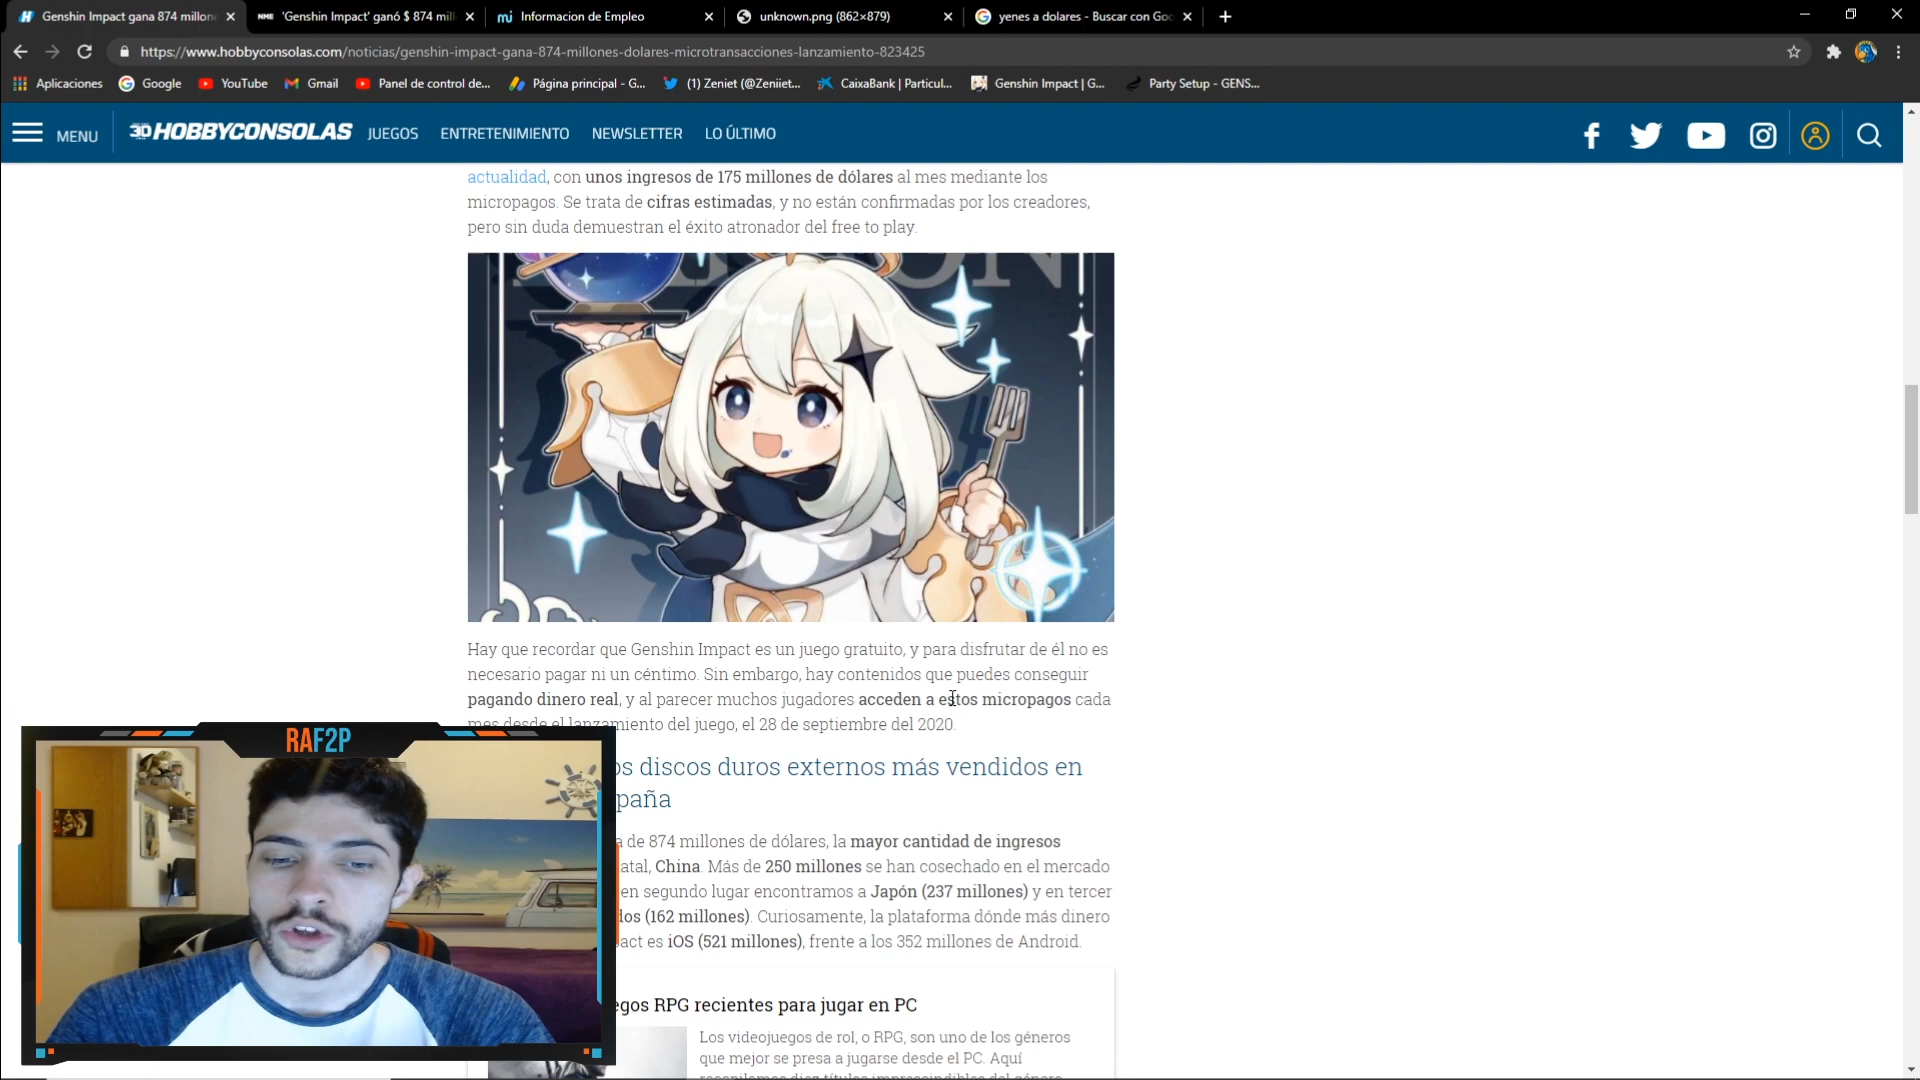 Genshin Impact gana 874 millon
'Genshin Impact' ganó $ 874 mil
Informacion de Empleo
unknown.png (862×879)
yenes a dolares - Buscar con Goo
https://www.hobbyconsolas.com/noticias/genshin-impact-gana-874-millones-dolares-microtransacciones-lanzamiento-823425
Aplicaciones
Google
YouTube
Gmail
Panel de control de...
Página principal - G...
(1) Zeniet (@Zeniiet...
CaixaBank | Particul...
Genshin Impact | G...
Party Setup - GENS...
MENU
HOBBYCONSOLAS
JUEGOS
ENTRETENIMIENTO
NEWSLETTER
LO ÚLTIMO
actualidad, con unos ingresos de 175 millones de dólares al mes mediante los
micropagos. Se trata de cifras estimadas, y no están confirmadas por los creadores,
pero sin duda demuestran el éxito atronador del free to play.
Hay que recordar que Genshin Impact es un juego gratuito, y para disfrutar de él no es
necesario pagar ni un céntimo. Sin embargo, hay contenidos que puedes conseguir
pagando dinero real, y al parecer muchos jugadores acceden a estos micropagos cada
mes desde el lanzamiento del juego, el 28 de septiembre del 2020.
os discos duros externos más vendidos en
paña
a de 874 millones de dólares, la mayor cantidad de ingresos
atal, China. Más de 250 millones se han cosechado en el mercado
en segundo lugar encontramos a Japón (237 millones) y en tercer
dos (162 millones). Curiosamente, la plataforma dónde más dinero
act es iOS (521 millones), frente a los 352 millones de Android.
egos RPG recientes para jugar en PC
Los videojuegos de rol, o RPG, son uno de los géneros
que mejor se presa a jugarse desde el PC. Aquí
RAF2P